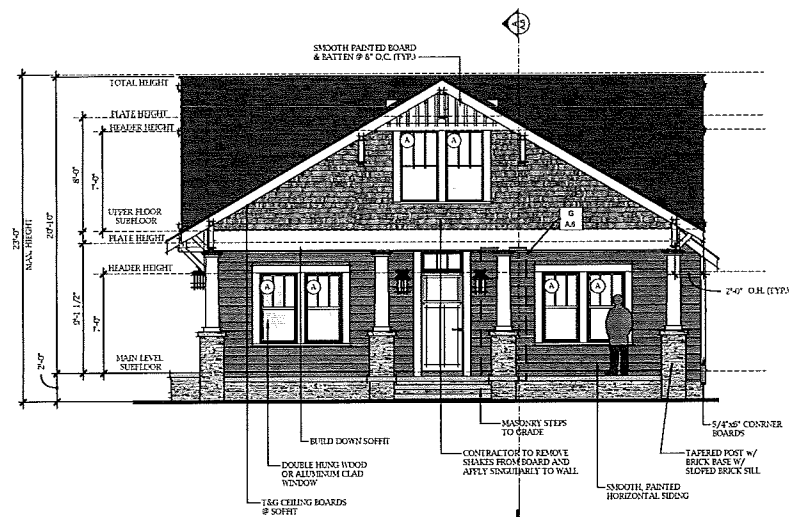 A
A.5
SMOOTH PAINTED BOARD
& BATTEN @ 8" O.C. (TYP.)
TOTAL HEIGHT
PLATE HEIGHT
HEADER HEIGHT
A
A
8'-0"
7'-0"
23'-0"
MAX. HEIGHT
20'-10"
UPPER FLOOR
SUBFLOOR
PLATE HEIGHT
G
A.6
HEADER HEIGHT
A
A
A
A
2'-0" O.H. (TYP.)
9'-1 1/2"
7'-0"
MAIN LEVEL
SUBFLOOR
2'-0"
MASONRY STEPS
TO GRADE
5/4"x6" CONRNER
BOARDS
BUILD DOWN SOFFIT
CONTRACTOR TO REMOVE
SHAKES FROM BOARD AND
APPLY SINGULARLY TO WALL
TAPERED POST W/
BRICK BASE W/
SLOPED BRICK SILL
DOUBLE HUNG WOOD
OR ALUMINUM CLAD
WINDOW
SMOOTH, PAINTED
HORIZONTAL SIDING
T&G CEILING BOARDS
@ SOFFIT